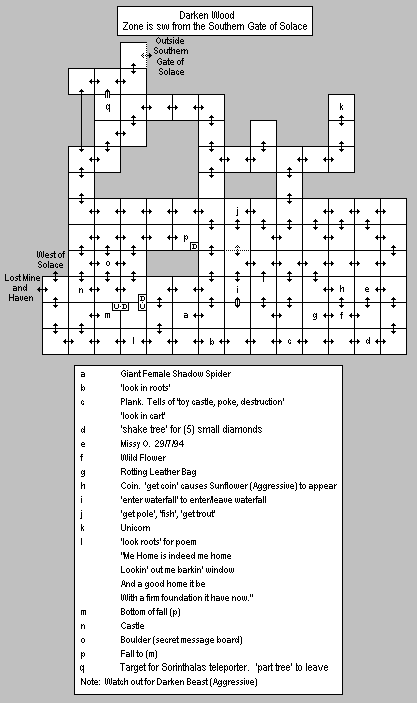 Darken Wood
Zone is sw from the Southern Gate of Solace
Outside
Southern
Gate of
Solace
q
k
j
p
D
West of
Solace
o
Lost Mine
and
Haven
n
i
h
e
D
U-D
U
m
a
g
f
l
b
c
d
a Giant Female Shadow Spider
b 'look in roots'
c Plank. Tells of 'toy castle, poke, destruction'
'look in cart'
d 'shake tree' for (5) small diamonds
e Missy O. 29/7/94
f Wild Flower
g Rotting Leather Bag
h Coin. 'get coin' causes Sunflower (Aggressive) to appear
i 'enter waterfall' to enter/leave waterfall
j 'get pole', 'fish', 'get trout'
k Unicorn
l 'look roots' for poem
"Me Home is indeed me home
Lookin' out me barkin' window
And a good home it be
With a firm foundation it have now."
m Bottom of fall (p)
n Castle
o Boulder (secret message board)
p Fall to (m)
q Target for Sorinthalas teleporter. 'part tree' to leave
Note: Watch out for Darken Beast (Aggressive)